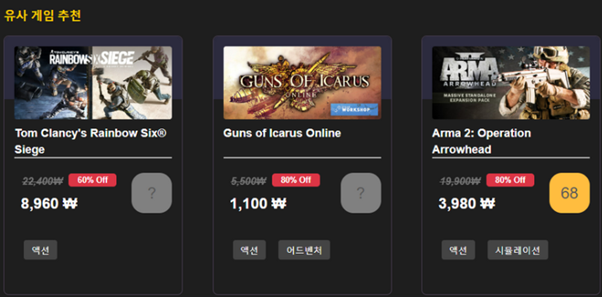 유사 게임 추천
RAINBOW SIX SIEGE
Tom Clancy's Rainbow Six®
Siege
22,400₩ 60% Off
8,960 ₩
?
액션
GUNS OF ICARUS
ONLINE
WORKSHOP
Guns of Icarus Online
5,500₩ 80% Off
1,100 ₩
?
액션 어드벤처
ARMA II
ARROWHEAD
MASSIVE STANDALONE
EXPANSION PACK
Arma 2: Operation
Arrowhead
19,900₩ 80% Off
3,980 ₩
68
액션 시뮬레이션